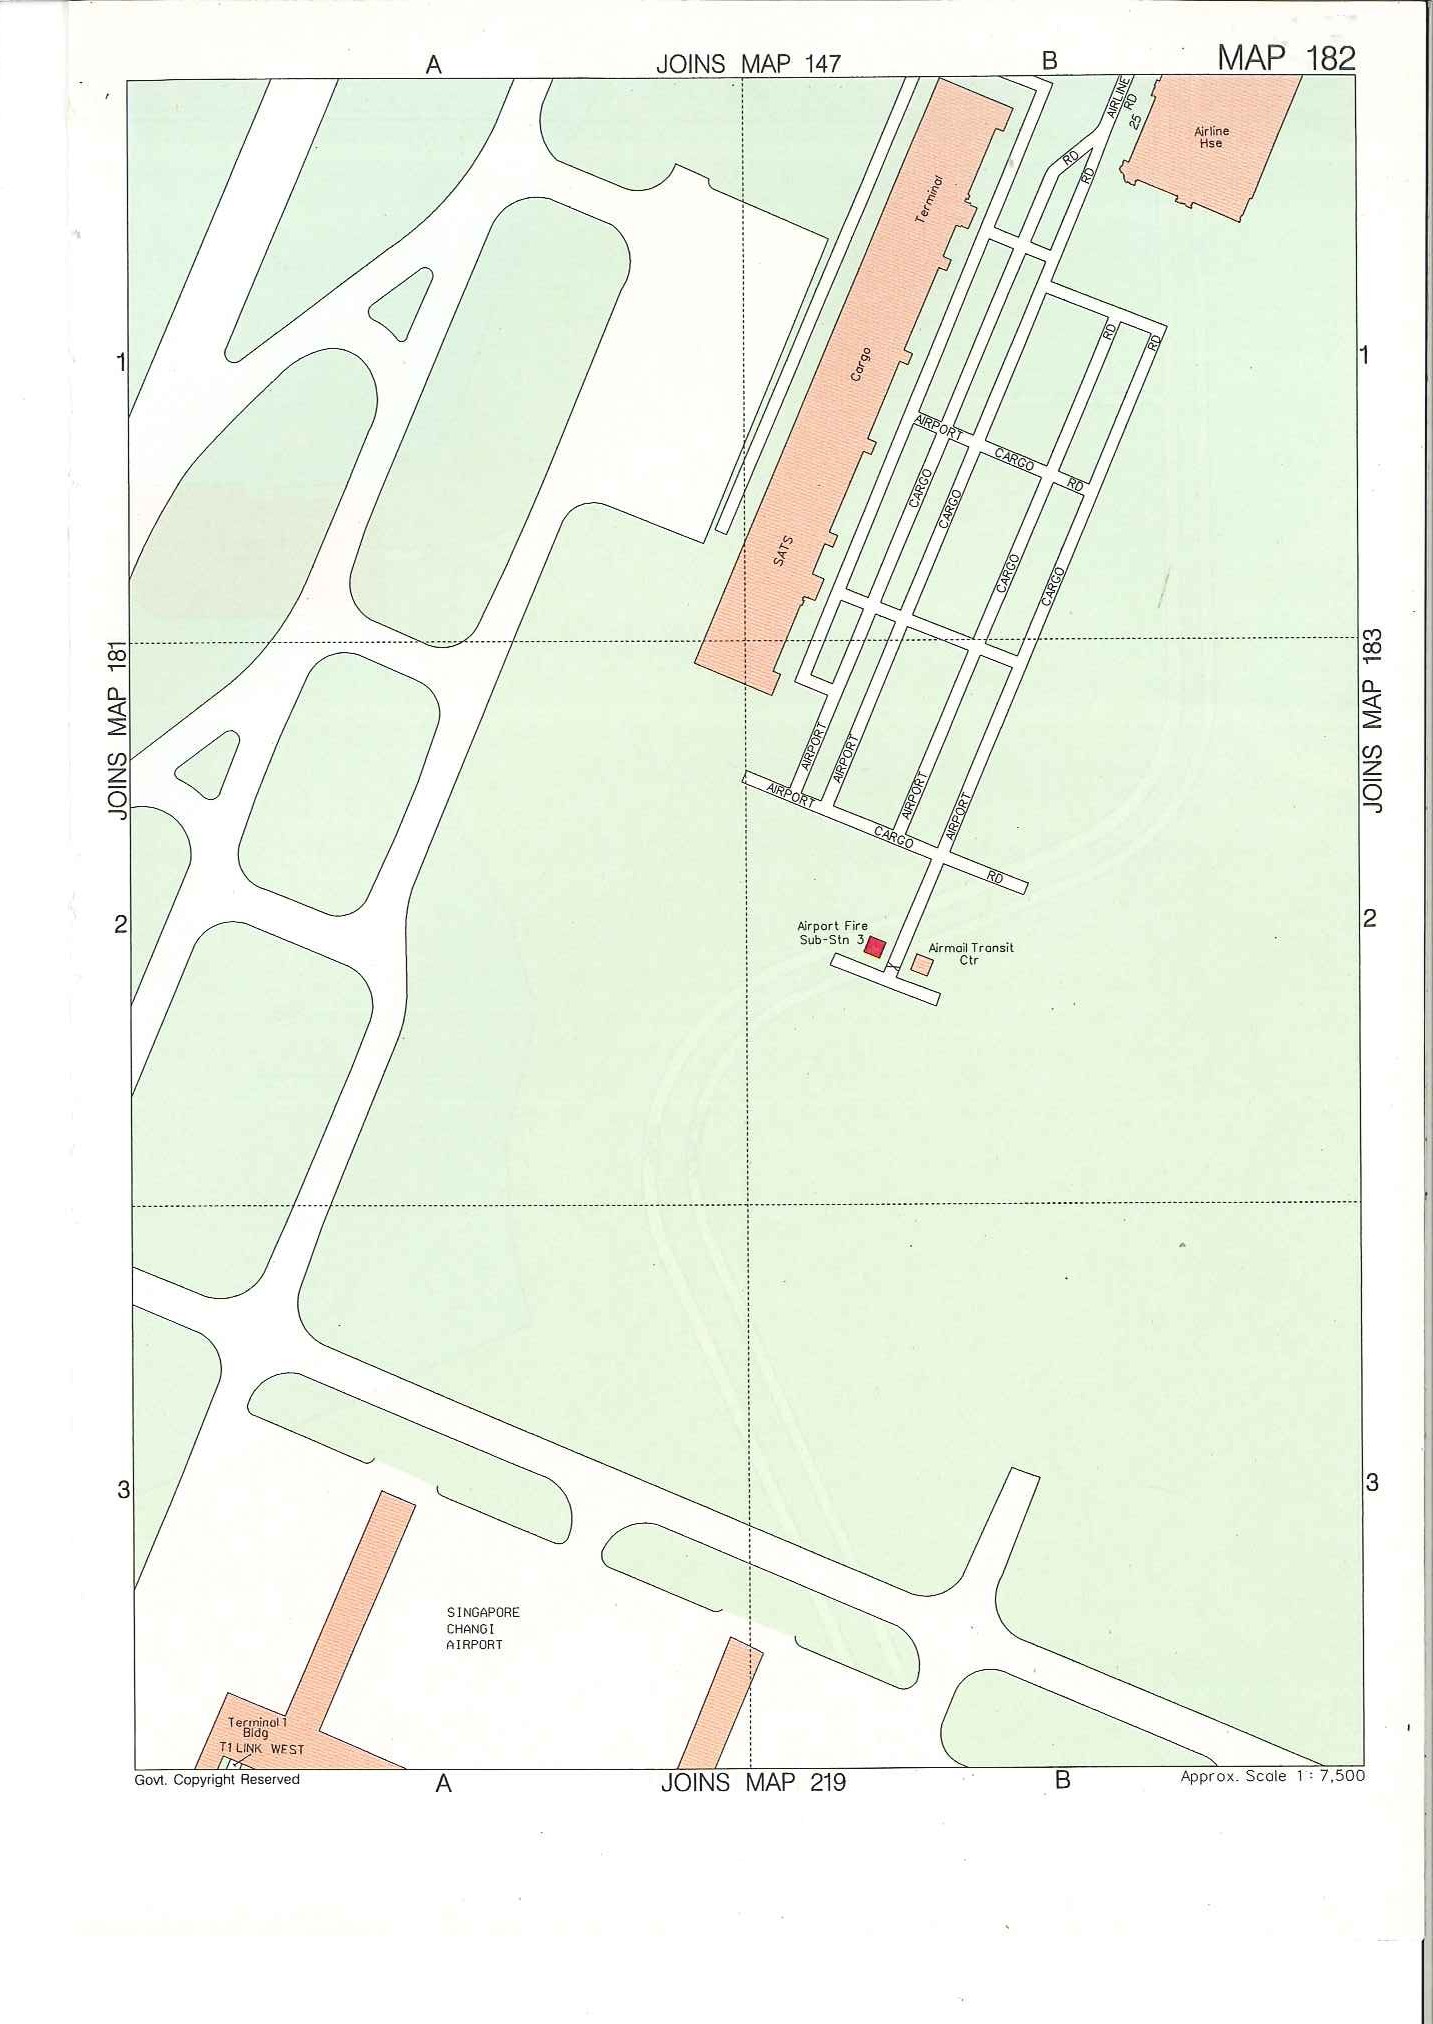 A
JOINS MAP 147
B
MAP 182
AIRLINE
RD
25
Airline
Hse
RD
RD
Terminal
1
RD
RD
1
Cargo
AIRPORT
CARGO
RD
CARGO
CARGO
SATS
CARGO
CARGO
JOINS MAP 181
JOINS MAP 183
AIRPORT
AIRPORT
AIRPORT
AIRPORT
AIRPORT
CARGO
RD
2
2
Airport Fire
Sub-Stn 3
Airmail Transit
Ctr
3
3
SINGAPORE
CHANGI
AIRPORT
Terminal 1
Bldg
T1 LINK WEST
Govt. Copyright Reserved
A
JOINS MAP 219
B
Approx. Scale 1 : 7,500